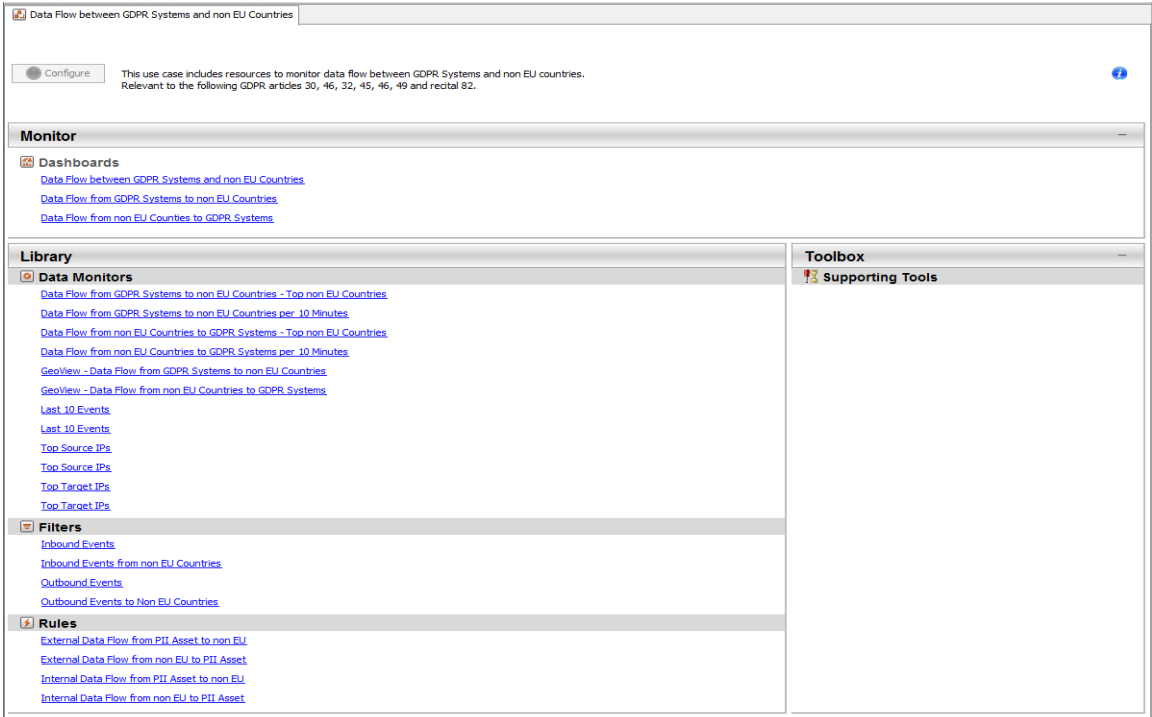 Data Flow between GDPR Systems and non EU Countries
Configure
This use case includes resources to monitor data flow between GDPR Systems and non EU countries.
Relevant to the following GDPR articles 30, 46, 32, 45, 46, 49 and recital 82.
Monitor
Dashboards
Data Flow between GDPR Systems and non EU Countries
Data Flow from GDPR Systems to non EU Countries
Data Flow from non EU Counties to GDPR Systems
Library
Data Monitors
Data Flow from GDPR Systems to non EU Countries - Top non EU Countries
Data Flow from GDPR Systems to non EU Countries per 10 Minutes
Data Flow from non EU Countries to GDPR Systems - Top non EU Countries
Data Flow from non EU Countries to GDPR Systems per 10 Minutes
GeoView - Data Flow from GDPR Systems to non EU Countries
GeoView - Data Flow from non EU Countries to GDPR Systems
Last 10 Events
Last 10 Events
Top Source IPs
Top Source IPs
Top Target IPs
Top Target IPs
Filters
Inbound Events
Inbound Events from non EU Countries
Outbound Events
Outbound Events to Non EU Countries
Rules
External Data Flow from PII Asset to non EU
External Data Flow from non EU to PII Asset
Internal Data Flow from PII Asset to non EU
Internal Data Flow from non EU to PII Asset
Toolbox
Supporting Tools